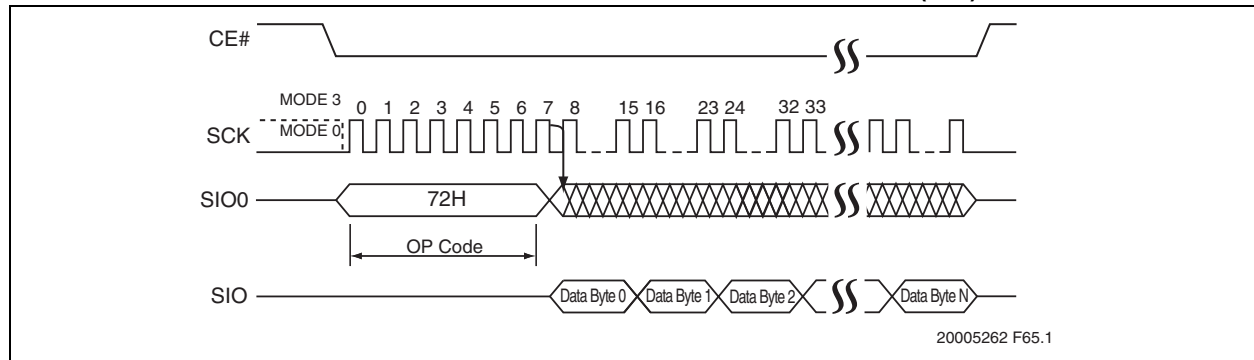 CE#
MODE 3
0 1 2 3 4 5 6 7 8 15 16 23 24 32 33
SCK
MODE 0
SIO0
72H
OP Code
SIO
Data Byte 0
Data Byte 1
Data Byte 2
Data Byte N
20005262 F65.1